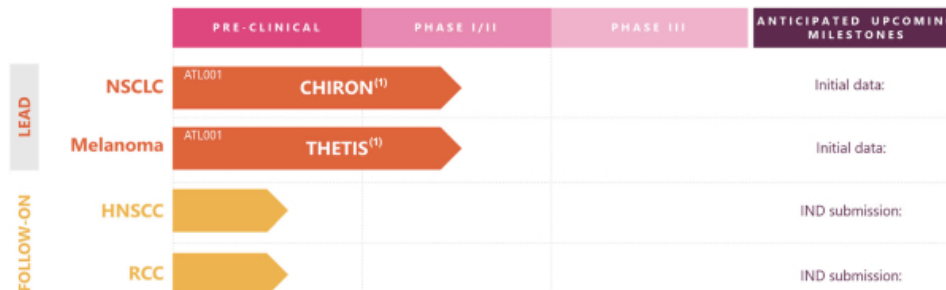 PRE-CLINICAL PHASE I/II PHASE III ANTICIPATED UPCOMIN
MILESTONES
LEAD
NSCLC ATL001 CHIRON(1) Initial data:
Melanoma ATL001 THETIS(1) Initial data:
FOLLOW-ON
HNSCC IND submission:
RCC IND submission: